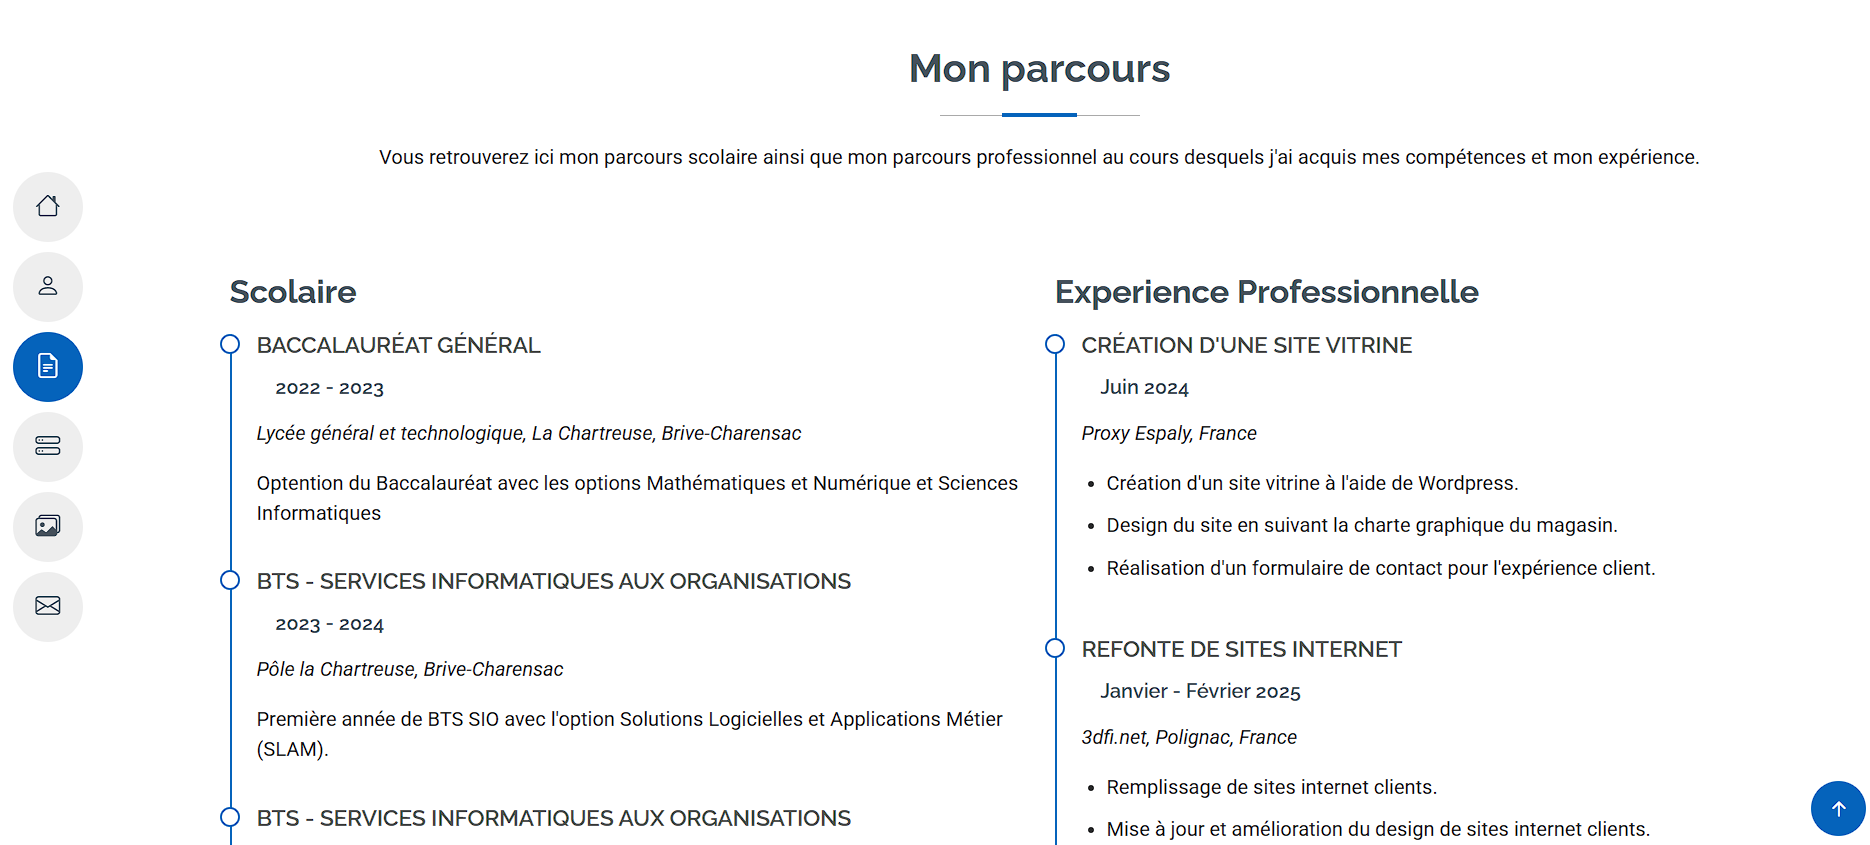 Mon parcours
Vous retrouverez ici mon parcours scolaire ainsi que mon parcours professionnel au cours desquels j'ai acquis mes compétences et mon expérience.
Scolaire
BACCALAURÉAT GÉNÉRAL
2022 - 2023
Lycée général et technologique, La Chartreuse, Brive-Charensac
Optention du Baccalauréat avec les options Mathématiques et Numérique et Sciences
Informatiques
BTS - SERVICES INFORMATIQUES AUX ORGANISATIONS
2023 - 2024
Pôle la Chartreuse, Brive-Charensac
Première année de BTS SIO avec l'option Solutions Logicielles et Applications Métier
(SLAM).
BTS - SERVICES INFORMATIQUES AUX ORGANISATIONS
Experience Professionnelle
CRÉATION D'UNE SITE VITRINE
Juin 2024
Proxy Espaly, France
• Création d'un site vitrine à l'aide de Wordpress.
• Design du site en suivant la charte graphique du magasin.
• Réalisation d'un formulaire de contact pour l'expérience client.
REFONTE DE SITES INTERNET
Janvier - Février 2025
3dfi.net, Polignac, France
• Remplissage de sites internet clients.
• Mise à jour et amélioration du design de sites internet clients.